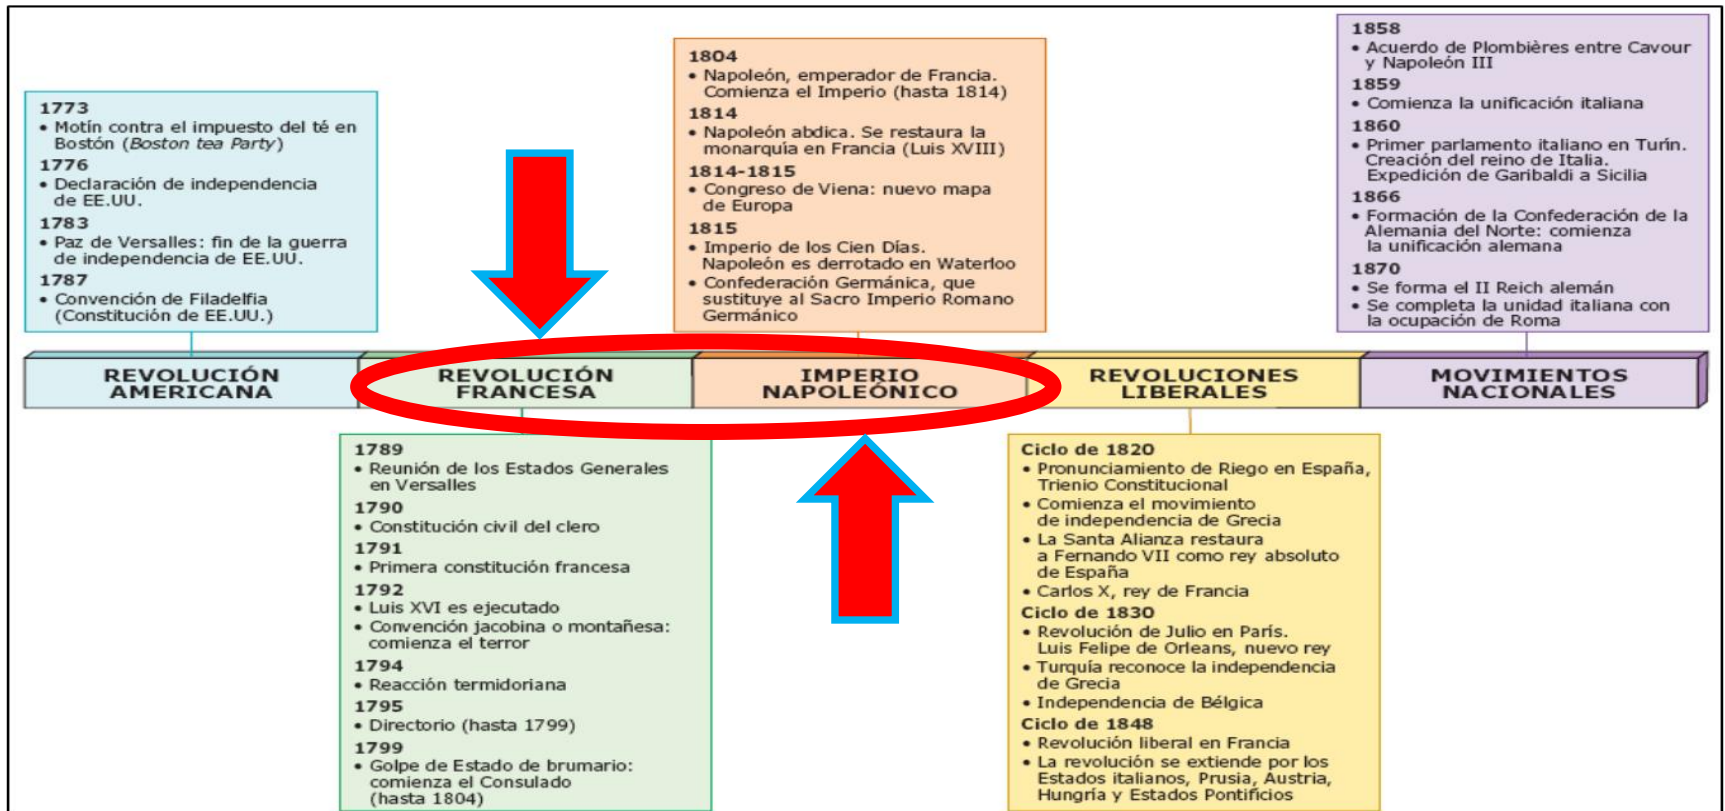 1773
• Motín contra el impuesto del té en
Bostón (Boston tea Party)
1776
• Declaración de independencia
de EE.UU.
1783
• Paz de Versalles: fin de la guerra
de independencia de EE.UU.
1787
• Convención de Filadelfia
(Constitución de EE.UU.)
1804
• Napoleón, emperador de Francia.
Comienza el Imperio (hasta 1814)
1814
• Napoleón abdica. Se restaura la
monarquía en Francia (Luis XVIII)
1814-1815
• Congreso de Viena: nuevo mapa
de Europa
1815
• Imperio de los Cien Días.
Napoleón es derrotado en Waterloo
• Confederación Germánica, que
sustituye al Sacro Imperio Romano
Germánico
1858
• Acuerdo de Plombières entre Cavour
y Napoleón III
1859
• Comienza la unificación italiana
1860
• Primer parlamento italiano en Turín.
Creación del reino de Italia.
Expedición de Garibaldi a Sicilia
1866
• Formación de la Confederación de la
Alemania del Norte: comienza
la unificación alemana
1870
• Se forma el II Reich alemán
• Se completa la unidad italiana con
la ocupación de Roma
REVOLUCIÓN
AMERICANA
REVOLUCIÓN
FRANCESA
IMPERIO
NAPOLEÓNICO
REVOLUCIONES
LIBERALES
MOVIMIENTOS
NACIONALES
1789
• Reunión de los Estados Generales
en Versalles
1790
• Constitución civil del clero
1791
• Primera constitución francesa
1792
• Luis XVI es ejecutado
• Convención jacobina o montañesa:
comienza el terror
1794
• Reacción termidoriana
1795
• Directorio (hasta 1799)
1799
• Golpe de Estado de brumario:
comienza el Consulado
(hasta 1804)
Ciclo de 1820
• Pronunciamiento de Riego en España,
Trienio Constitucional
• Comienza el movimiento
de independencia de Grecia
• La Santa Alianza restaura
a Fernando VII como rey absoluto
de España
• Carlos X, rey de Francia
Ciclo de 1830
• Revolución de Julio en París.
Luis Felipe de Orleans, nuevo rey
• Turquía reconoce la independencia
de Grecia
• Independencia de Bélgica
Ciclo de 1848
• Revolución liberal en Francia
• La revolución se extiende por los
Estados italianos, Prusia, Austria,
Hungría y Estados Pontificios